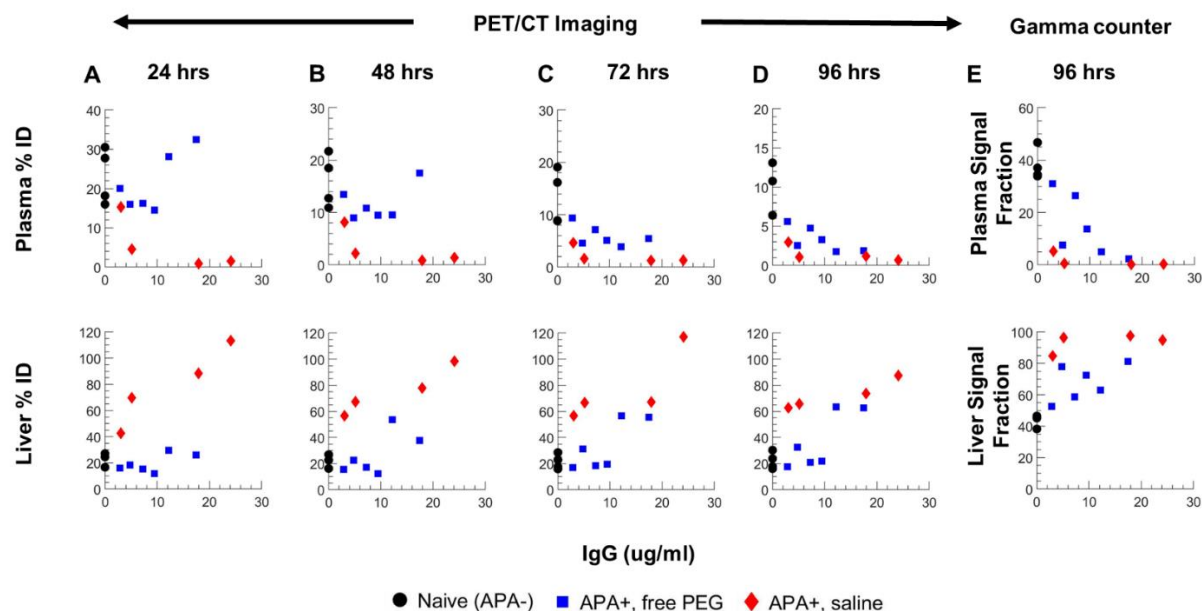 PET/CT Imaging Gamma counter
A 24 hrs B 48 hrs C 72 hrs D 96 hrs E 96 hrs
Plasma % ID
40
30
20
10
0
0 10 20 30
30
20
10
0
0 10 20 30
30
20
10
0
0 10 20 30
20
15
10
5
0
0 10 20 30
Plasma Signal
Fraction
60
40
20
0
0 10 20 30
Liver % ID
120
100
80
60
40
20
0
0 10 20 30
120
100
80
60
40
20
0
0 10 20 30
120
100
80
60
40
20
0
0 10 20 30
120
100
80
60
40
20
0
0 10 20 30
Liver Signal
Fraction
100
80
60
40
20
0
0 10 20 30
IgG (ug/ml)
Naive (APA-) APA+, free PEG APA+, saline